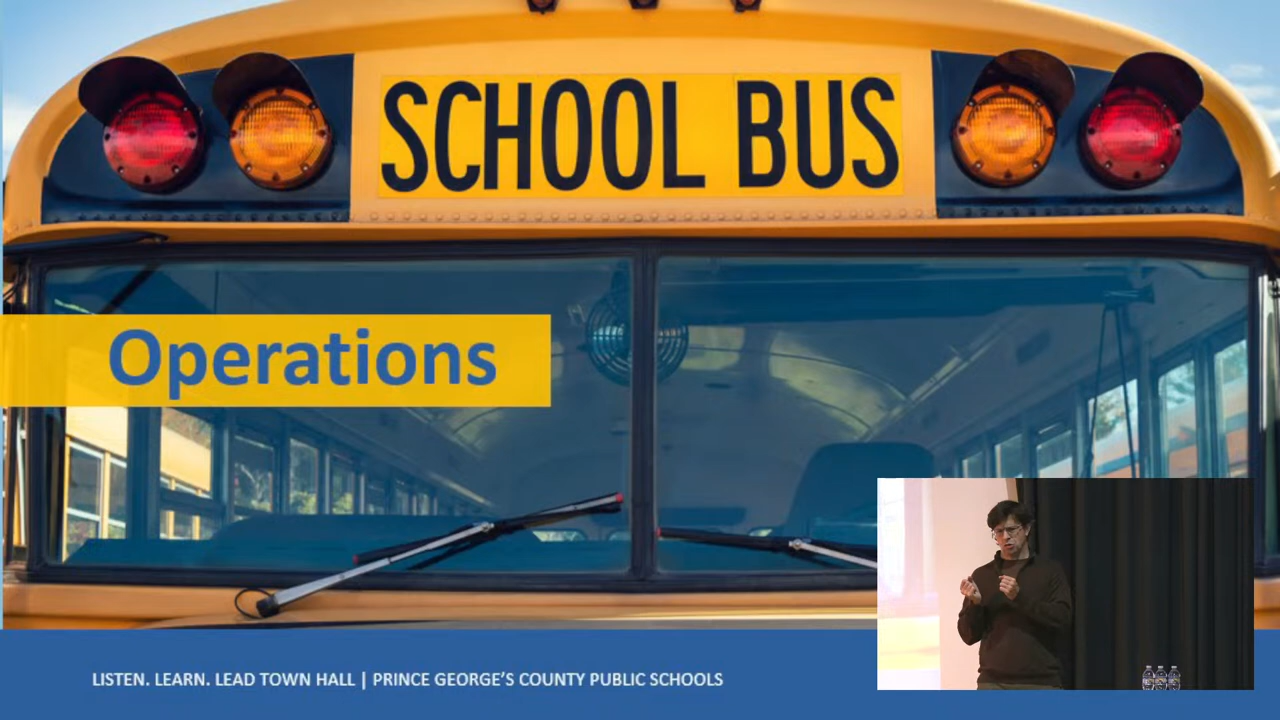 SCHOOL BUS
Operations
LISTEN. LEARN. LEAD TOWN HALL | PRINCE GEORGE'S COUNTY PUBLIC SCHOOLS